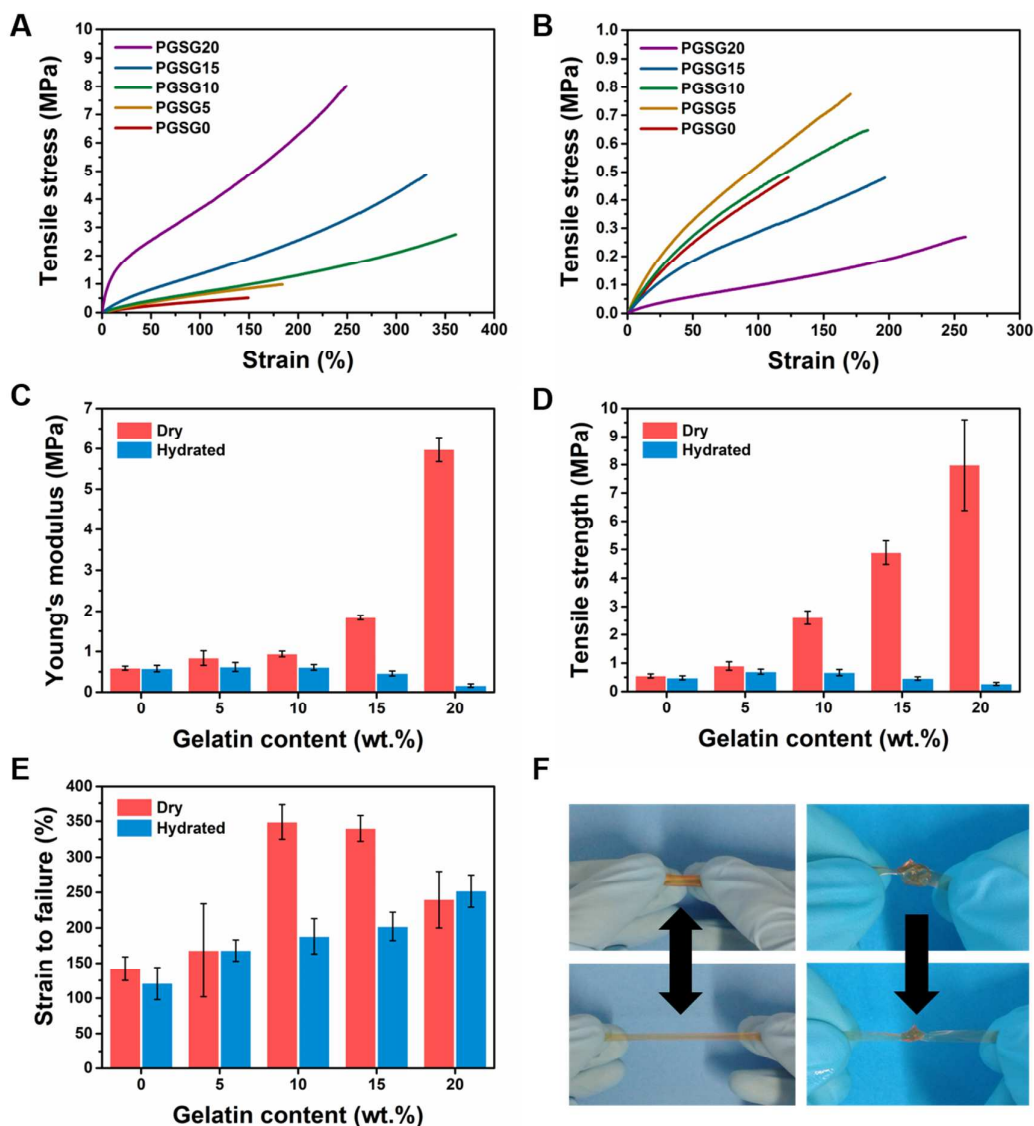 A
Tensile stress (MPa)
10
9
8
7
6
5
4
3
2
1
0
PGSG20
PGSG15
PGSG10
PGSG5
PGSG0
0 50 100 150 200 250 300 350 400
Strain (%)
B
Tensile stress (MPa)
1.0
0.9
0.8
0.7
0.6
0.5
0.4
0.3
0.2
0.1
0.0
PGSG20
PGSG15
PGSG10
PGSG5
PGSG0
0 50 100 150 200 250 300
Strain (%)
C
Young's modulus (MPa)
7
6
5
4
3
2
1
0
Dry
Hydrated
0 5 10 15 20
Gelatin content (wt.%)
D
Tensile strength (MPa)
10
9
8
7
6
5
4
3
2
1
0
Dry
Hydrated
0 5 10 15 20
Gelatin content (wt.%)
E
Strain to failure (%)
400
350
300
250
200
150
100
50
0
Dry
Hydrated
0 5 10 15 20
Gelatin content (wt.%)
F